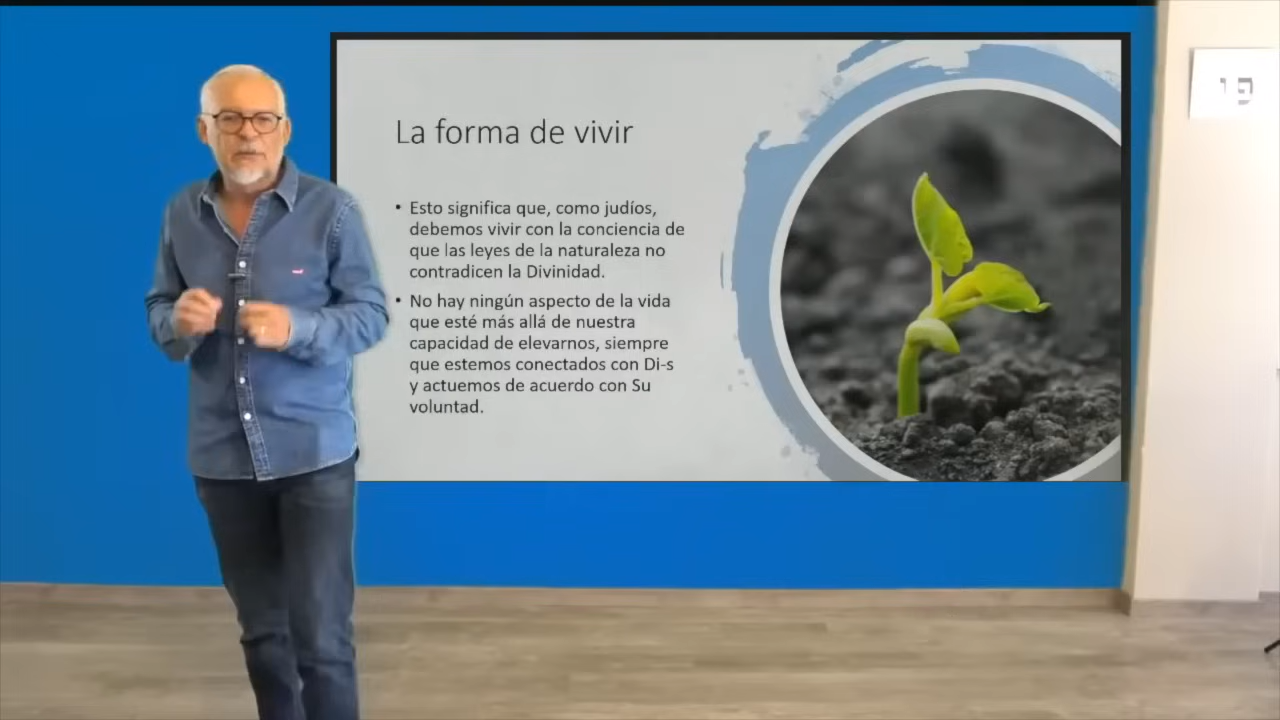 La forma de vivir
• Esto significa que, como judíos,
debemos vivir con la conciencia de
que las leyes de la naturaleza no
contradicen la Divinidad.
• No hay ningún aspecto de la vida
que esté más allá de nuestra
capacidad de elevarnos, siempre
que estemos conectados con Di-s
y actuemos de acuerdo con Su
voluntad.